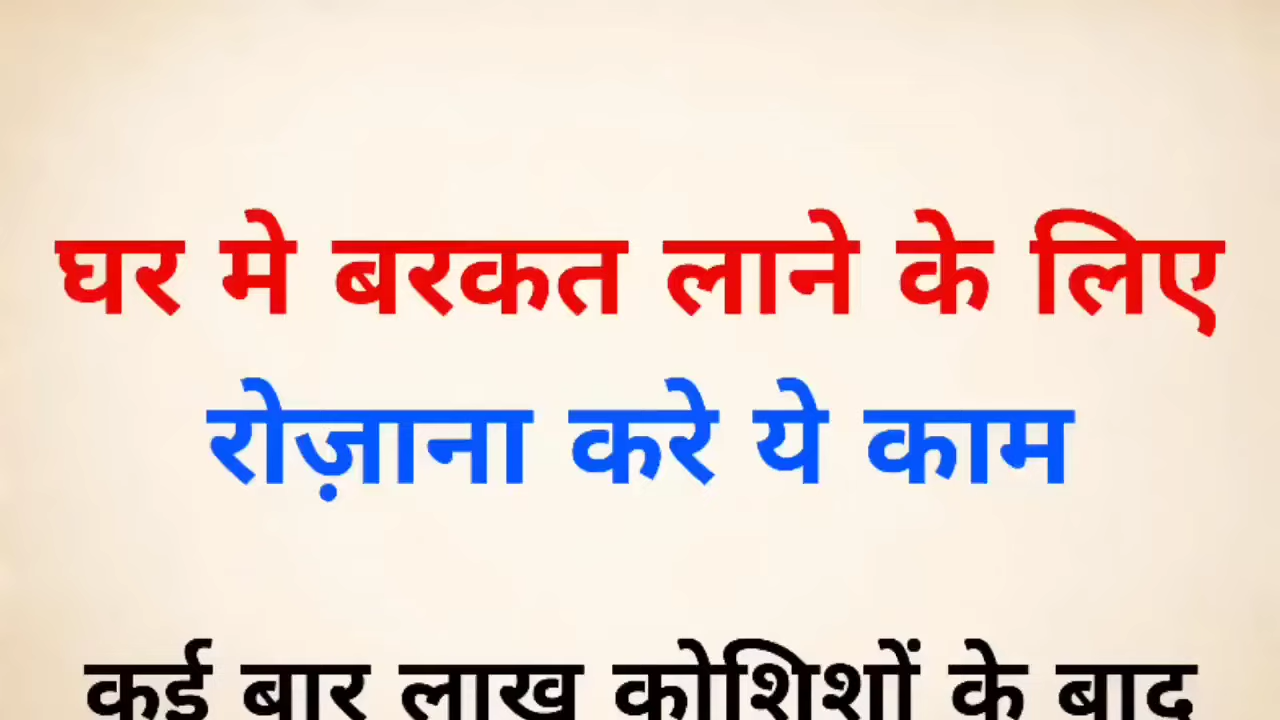 घर मे बरकत लाने के लिए
रोज़ाना करे ये काम
कई बार लाख कोशिशों के बाद